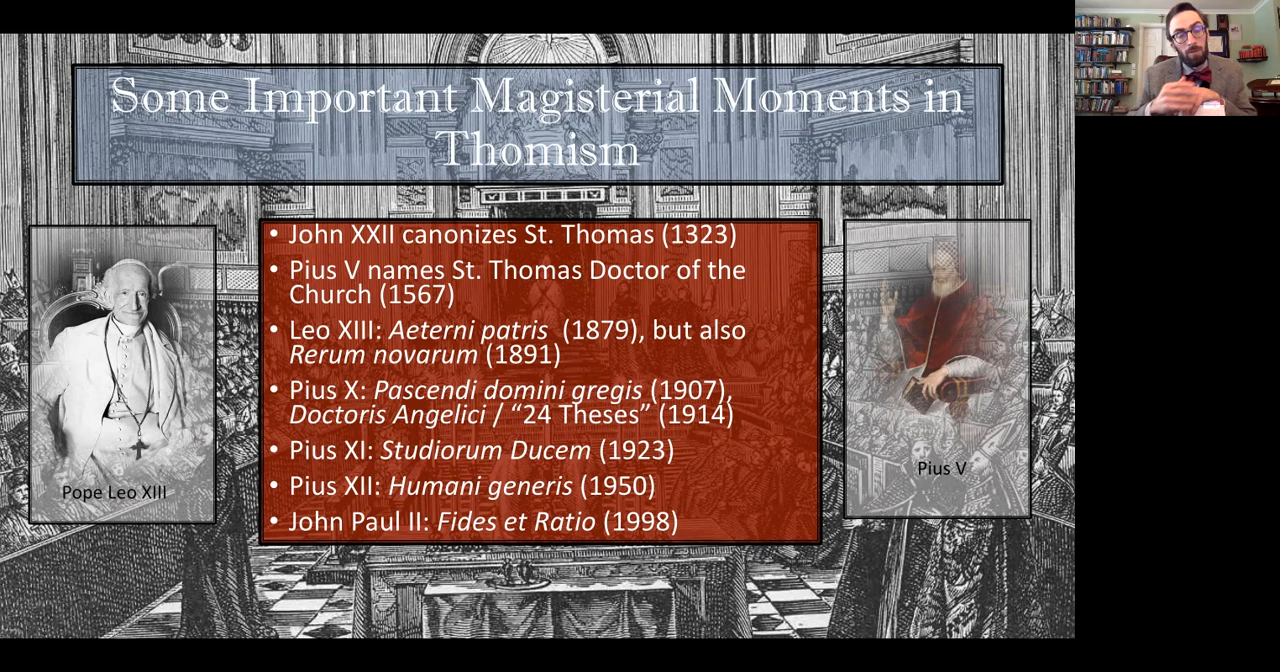 Some Important Magisterial Moments in
Thomism
• John XXII canonizes St. Thomas (1323)
• Pius V names St. Thomas Doctor of the
Church (1567)
• Leo XIII: Aeterni patris (1879), but also
Rerum novarum (1891)
• Pius X: Pascendi domini gregis (1907),
Doctoris Angelici / “24 Theses” (1914)
• Pius XI: Studiorum Ducem (1923)
• Pius XII: Humani generis (1950)
• John Paul II: Fides et Ratio (1998)
Pope Leo XIII
Pius V